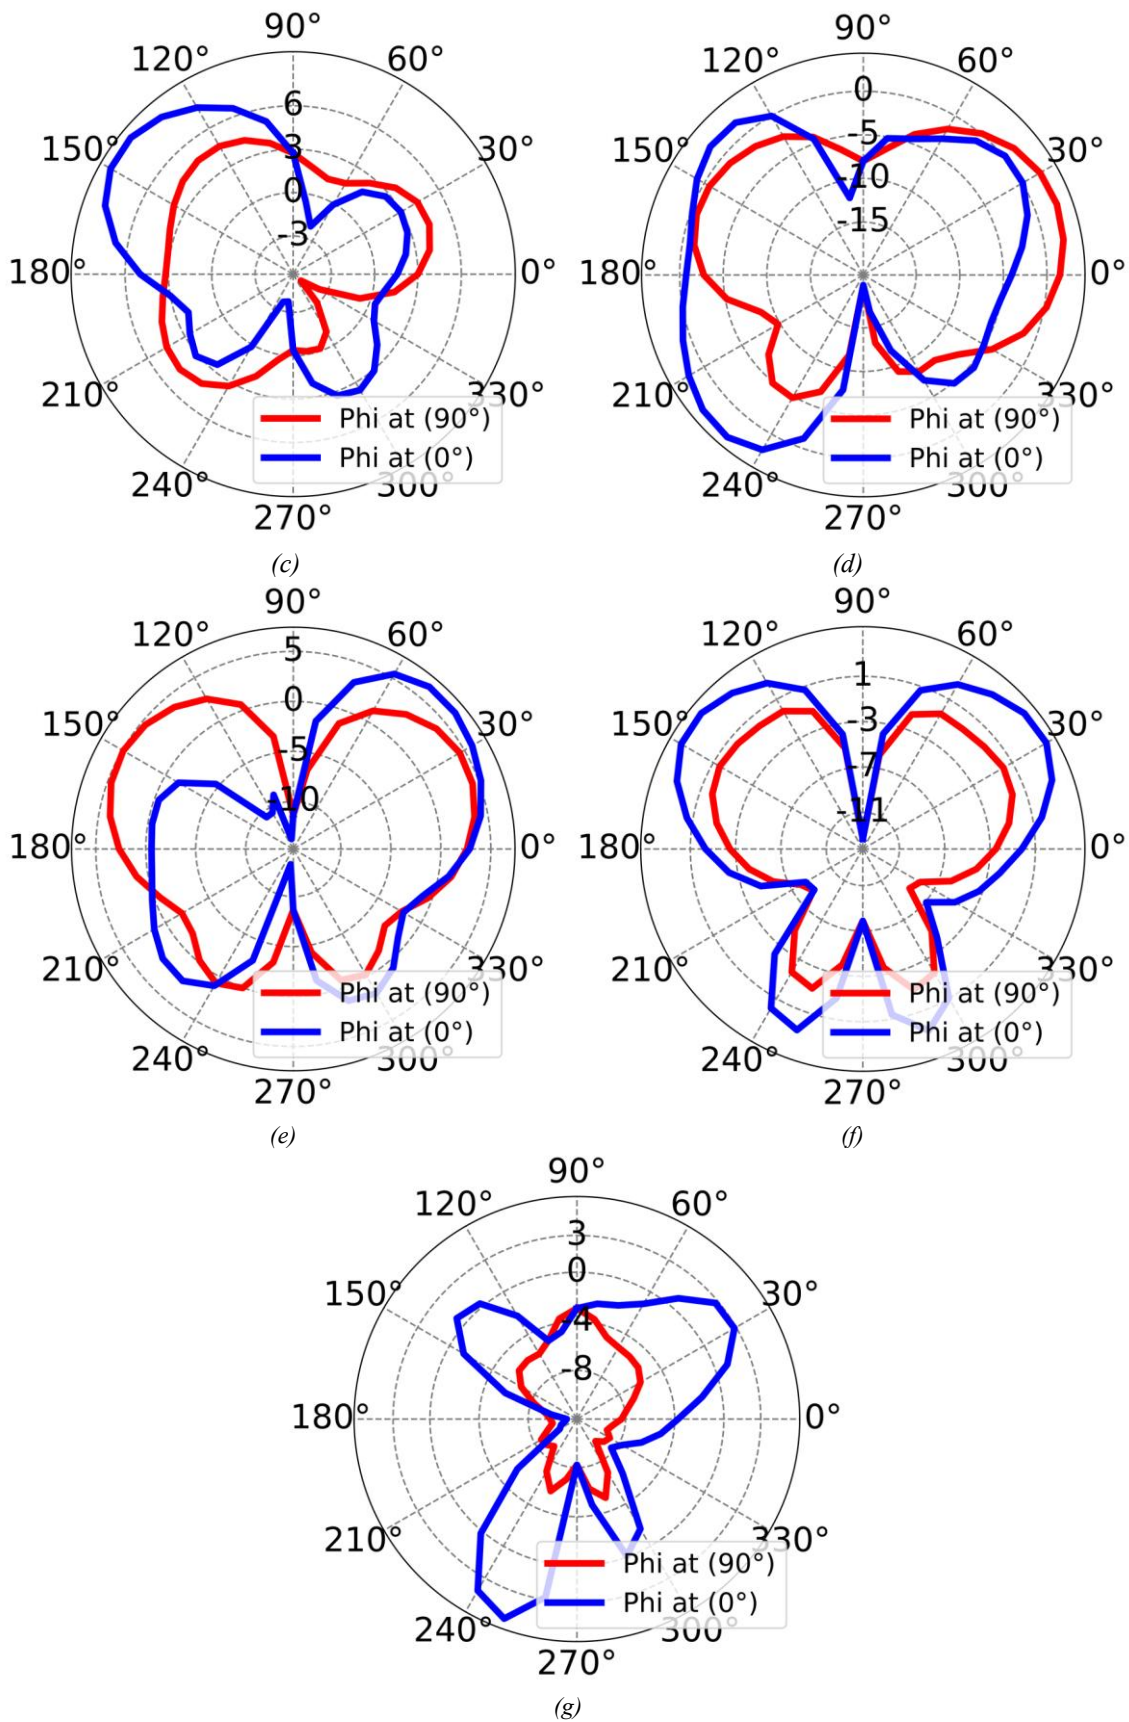 90° 90°
120° 60° 120° 60°
6 0
150° 3 30° 150° -5 30°
0 -10
-3 -15
180° 0° 180° 0°
210° 330° 210° 330°
Phi at (90°) Phi at (90°)
Phi at (0°) Phi at (0°)
240° 300° 240° 300°
270° 270°
(c) (d)
90° 90°
120° 60° 120° 60°
5 1
150° 0 30° 150° -3 30°
-5 -7
-10 -11
180° 0° 180° 0°
210° 330° 210° 330°
Phi at (90°) Phi at (90°)
Phi at (0°) Phi at (0°)
240° 300° 240° 300°
270° 270°
(e) (f)
90°
120° 60°
3
0
150° 30°
-4
-8
180° 0°
210° 330°
Phi at (90°)
Phi at (0°)
240° 300°
270°
(g)